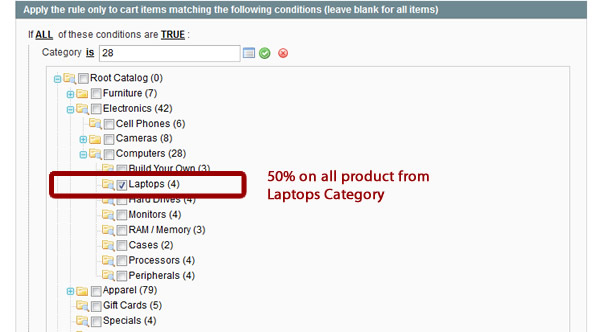 Apply the rule only to cart items matching the following conditions (leave blank for all items)
If ALL of these conditions are TRUE :
Category is 28
Root Catalog (0)
Furniture (7)
Electronics (42)
Cell Phones (6)
Cameras (8)
Computers (28)
Build Your Own (3)
Laptops (4)
50% on all product from
Laptops Category
Hard Drives (4)
Monitors (4)
RAM / Memory (3)
Cases (2)
Processors (4)
Peripherals (4)
Apparel (79)
Gift Cards (5)
Specials (4)